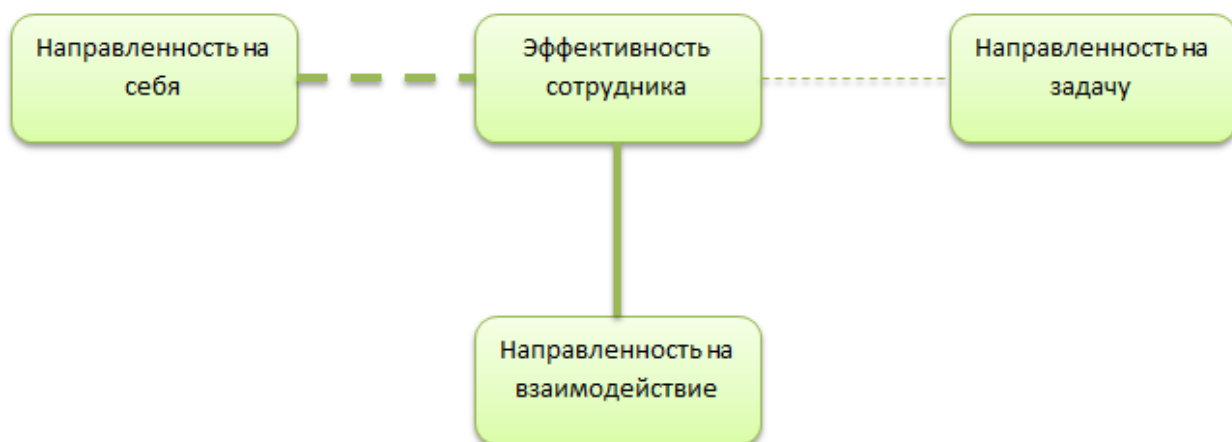 Направленность на
себя
Эффективность
сотрудника
Направленность на
задачу
Направленность на
взаимодействие